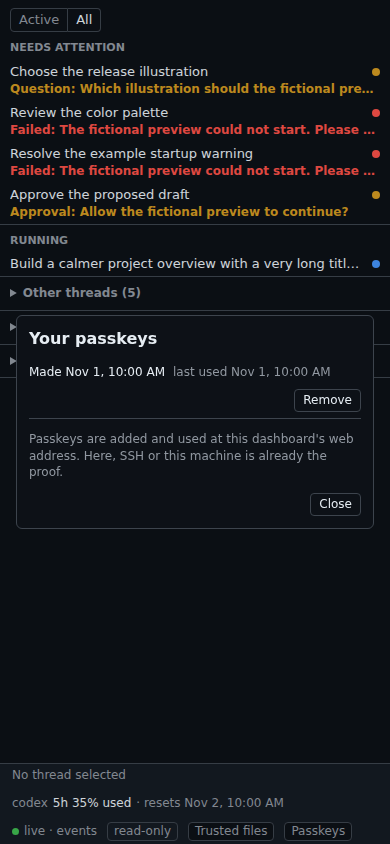 Active All
NEEDS ATTENTION
Choose the release illustration
Question: Which illustration should the fictional pre…
Review the color palette
Failed: The fictional preview could not start. Please …
Resolve the example startup warning
Failed: The fictional preview could not start. Please …
Approve the proposed draft
Approval: Allow the fictional preview to continue?
RUNNING
Build a calmer project overview with a very long titl…
Other threads (5)
Your passkeys
Made Nov 1, 10:00 AM last used Nov 1, 10:00 AM
Remove
Passkeys are added and used at this dashboard's web
address. Here, SSH or this machine is already the
proof.
Close
No thread selected
codex 5h 35% used · resets Nov 2, 10:00 AM
live · events read-only Trusted files Passkeys